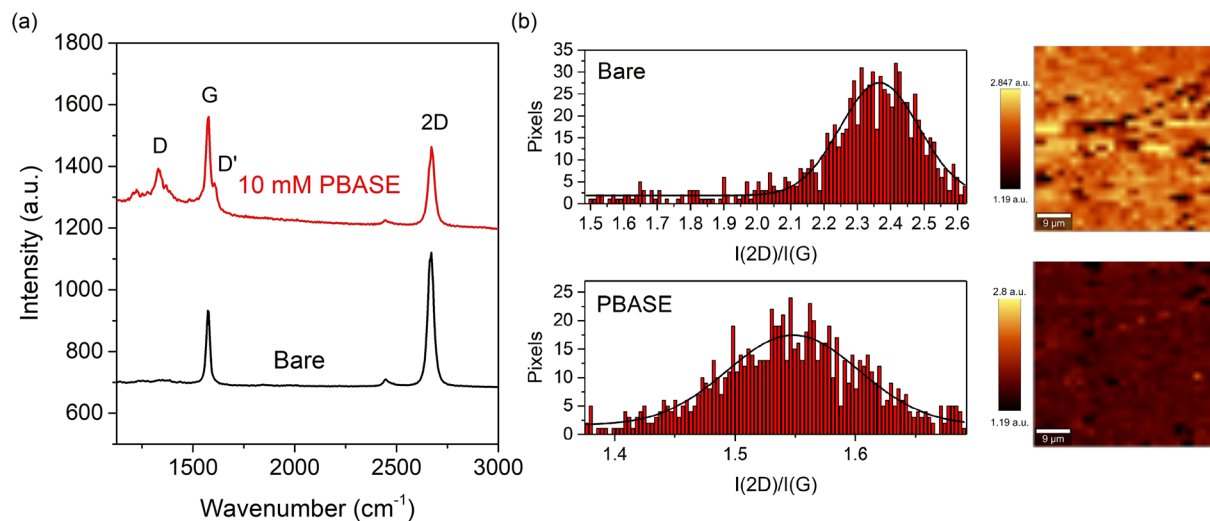 (a)
1800
1600
1400
1200
1000
800
600
Intensity (a.u.)
D
G
D'
2D
10 mM PBASE
Bare
1500
2000
2500
3000
Wavenumber (cm⁻¹)
(b)
35
30
25
20
15
10
5
0
Pixels
Bare
1.5 1.6 1.7 1.8 1.9 2.0 2.1 2.2 2.3 2.4 2.5 2.6
I(2D)/I(G)
2.847 a.u.
1.19 a.u.
9 µm
30
25
20
15
10
5
0
Pixels
PBASE
1.4 1.5 1.6
I(2D)/I(G)
2.8 a.u.
1.19 a.u.
9 µm